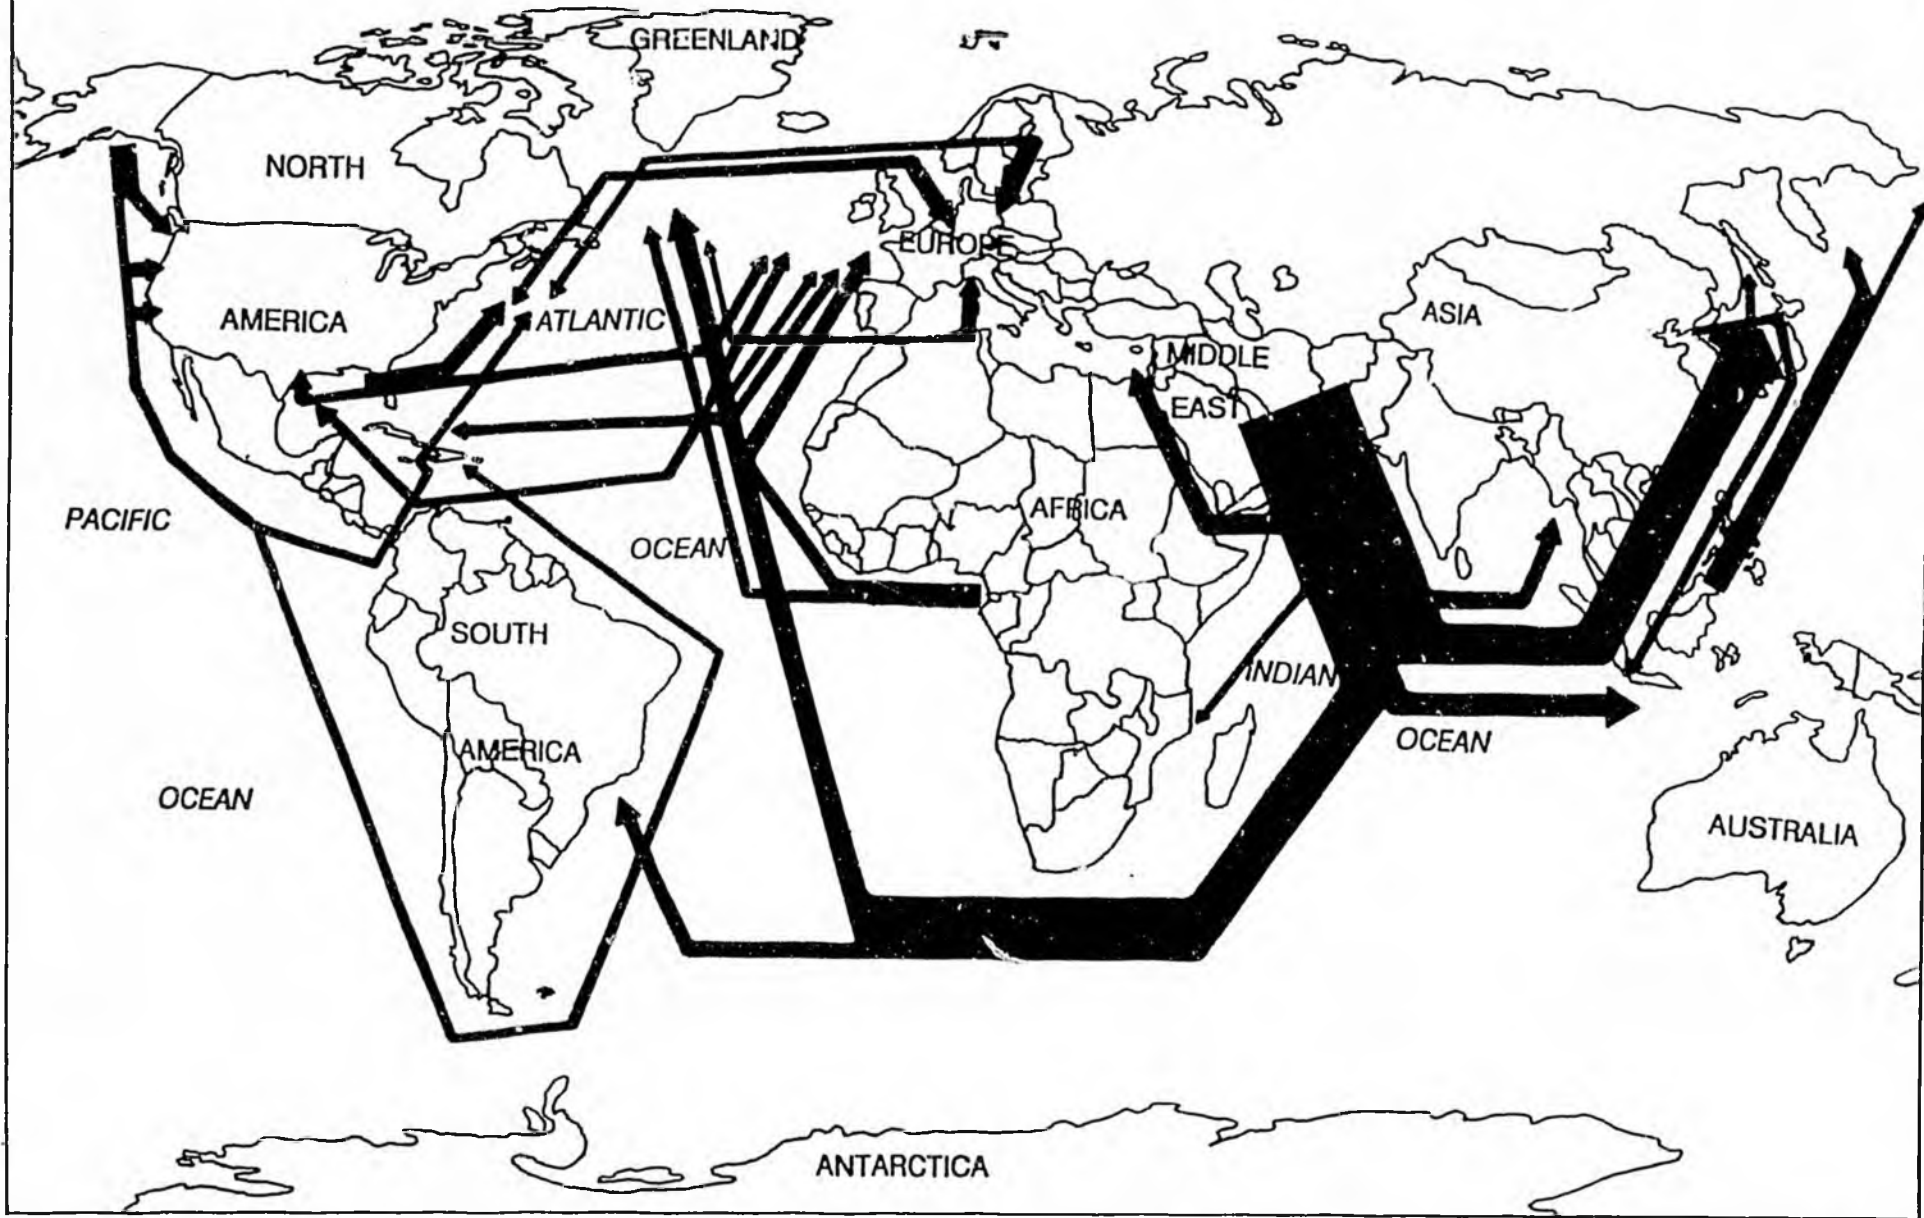 GREENLAND
NORTH
AMERICA
ATLANTIC
OCEAN
EUROPE
ASIA
MIDDLE
EAST
AFRICA
PACIFIC
OCEAN
SOUTH
AMERICA
INDIAN
OCEAN
AUSTRALIA
ANTARCTICA